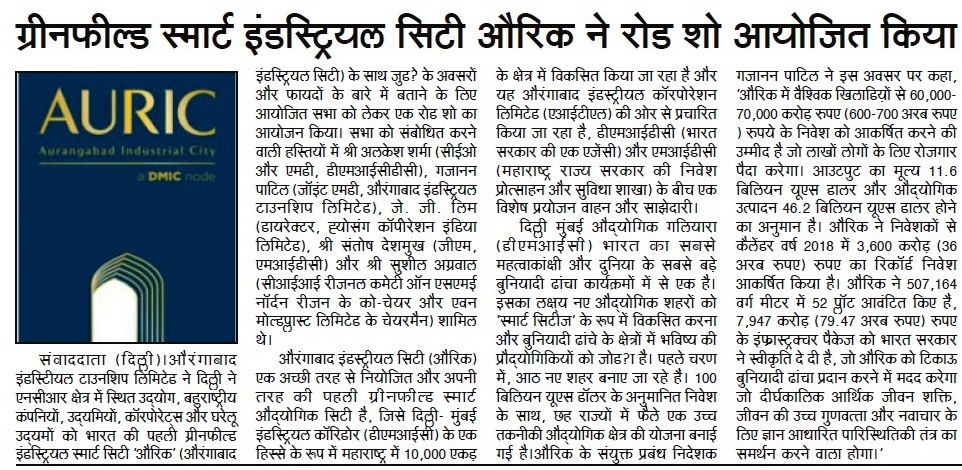 ग्रीनफील्ड स्मार्ट इंडस्ट्रियल सिटी औरिक ने रोड शो आयोजित किया
AURIC
Aurangabad Industrial City
a DMIC node
संवाददाता (दिल्ली)।औरंगाबाद
इंडस्टि्रीयल टाउनशिप लिमिटेड ने दिल्ली ने
एनसीआर क्षेत्र में स्थित उद्योग, बहुराष्ट्रीय
कंपनियों, उद्यमियों, कॉरपोरेट्स और घरेलू
उद्यमों को भारत की पहली ग्रीनफील्ड
इंडस्ट्रियल स्मार्ट सिटी 'औरिक' (औरंगाबाद
इंडस्ट्रियल सिटी) के साथ जुड? के अवसरों
और फायदों के बारे में बताने के लिए
आयोजित सभा को लेकर एक रोड शो का
आयोजन किया। सभा को संबोधित करने
वाली हस्तियों में श्री अलकेश शर्मा (सीईओ
और एमडी, डीएमआईसीडीसी), गजानन
पाटिल (जॉइंट एमडी, औरंगाबाद इंडस्ट्रियल
टाउनशिप लिमिटेड), जे. जी. लिम
(डायरेक्टर, ह्योसंग कॉर्पोरेशन इंडिया
लिमिटेड), श्री संतोष देशमुख (जीएम,
एमआईडीसी) और श्री सुशील अग्रवाल
(सीआईआई रीजनल कमेटी ऑन एसएमई
नॉर्दन रीजन के को-चेयर और एवन
मोल्डप्लास्ट लिमिटेड के चेयरमैन) शामिल
थे।
औरंगाबाद इंडस्ट्रीयल सिटी (औरिक)
एक अच्छी तरह से नियोजित और अपनी
तरह की पहली ग्रीनफील्ड स्मार्ट
औद्योगिक सिटी है, जिसे दिल्ली- मुंबई
इंडस्ट्रियल कॉरिडोर (डीएमआईसी) के एक
हिस्से के रूप में महाराष्ट्र में 10,000 एकड़
के क्षेत्र में विकसित किया जा रहा है और
यह औरंगाबाद इंडस्ट्रियल कॉरपोरेशन
लिमिटेड (एआईटीएल) की ओर से प्रचारित
किया जा रहा है, डीएमआईडीसी (भारत
सरकार की एक एजेंसी) और एमआईडीसी
(महाराष्ट्र राज्य सरकार की निवेश
प्रोत्साहन और सुविधा शाखा) के बीच एक
विशेष प्रयोजन वाहन और साझेदारी।
दिल्ली मुंबई औद्योगिक गलियारा
(डीएमआईसी) भारत का सबसे
महत्वाकांक्षी और दुनिया के सबसे बड़े
बुनियादी ढांचा कार्यक्रमों में से एक है।
इसका लक्षय नए औद्योगिक शहरों को
'स्मार्ट सिटीज' के रूप में विकसित करना
और बुनियादी ढांचे के क्षेत्रों में भविष्य की
प्रौद्योगिकियों को जोड?ा है। पहले चरण
में, आठ नए शहर बनाए जा रहे है। 100
बिलियन यूएस डॉलर के अनुमानित निवेश
के साथ, छह राज्यों में फैले एक उच्च
तकनीकी औद्योगिक क्षेत्र की योजना बनाई
गई है।औरिक के संयुक्त प्रबंध निदेशक
गजानन पाटिल ने इस अवसर पर कहा,
'औरिक में वैश्विक खिलाडिय़ों से 60,000-
70,000 करोड़ रुपए (600-700 अरब रुपए
) रुपये के निवेश को आकर्षित करने की
उम्मीद है जो लाखों लोगों के लिए रोजगार
पैदा करेगा। आउटपुट का मूल्य 11.6
बिलियन यूएस डालर और औद्योगिक
उत्पादन 46.2 बिलियन यूएस डालर होने
का अनुमान है। औरिक ने निवेशकों से
कैलेंडर वर्ष 2018 में 3,600 करोड़ (36
अरब रुपए) रुपए का रिकॉर्ड निवेश
आकर्षित किया है। औरिक ने 507,164
वर्ग मीटर में 52 प्लॉट आवंटित किए है,
7,947 करोड़ (79.47 अरब रुपए) रुपए
के इंफ्रास्ट्रक्चर पैकेज को भारत सरकार
ने स्वीकृति दे दी है, जो औरिक को टिकाऊ
बुनियादी ढांचा प्रदान करने में मदद करेगा
जो दीर्घकालिक आर्थिक जीवन शक्ति,
जीवन की उच्च गुणवत्ता और नवाचार के
लिए ज्ञान आधारित पारिस्थितिकी तंत्र का
समर्थन करने वाला होगा।'